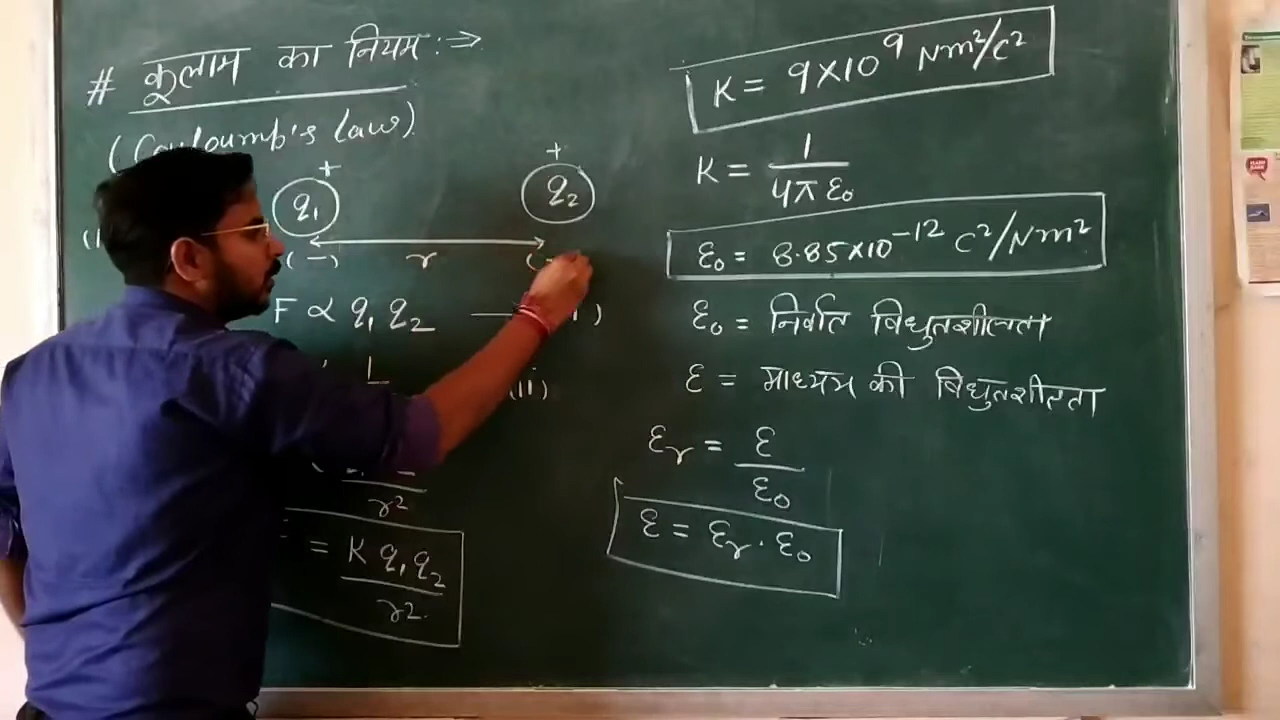 # कूलाम का नियम :⇒
(Couloumb's law)
+ +
q₁ q₂
(−) r
F ∝ q₁ q₂ )
1
(ii)
r²
= K q₁ q₂
r²
K = 9×10⁹ Nm²/C²
K = 1
4π ε₀
ε₀ = 8.85×10⁻¹² C²/Nm²
ε₀ = निर्वात विधुतशीलता
ε = माध्यम की विधुतशीलता
εᵣ = ε
ε₀
ε = εᵣ . ε₀